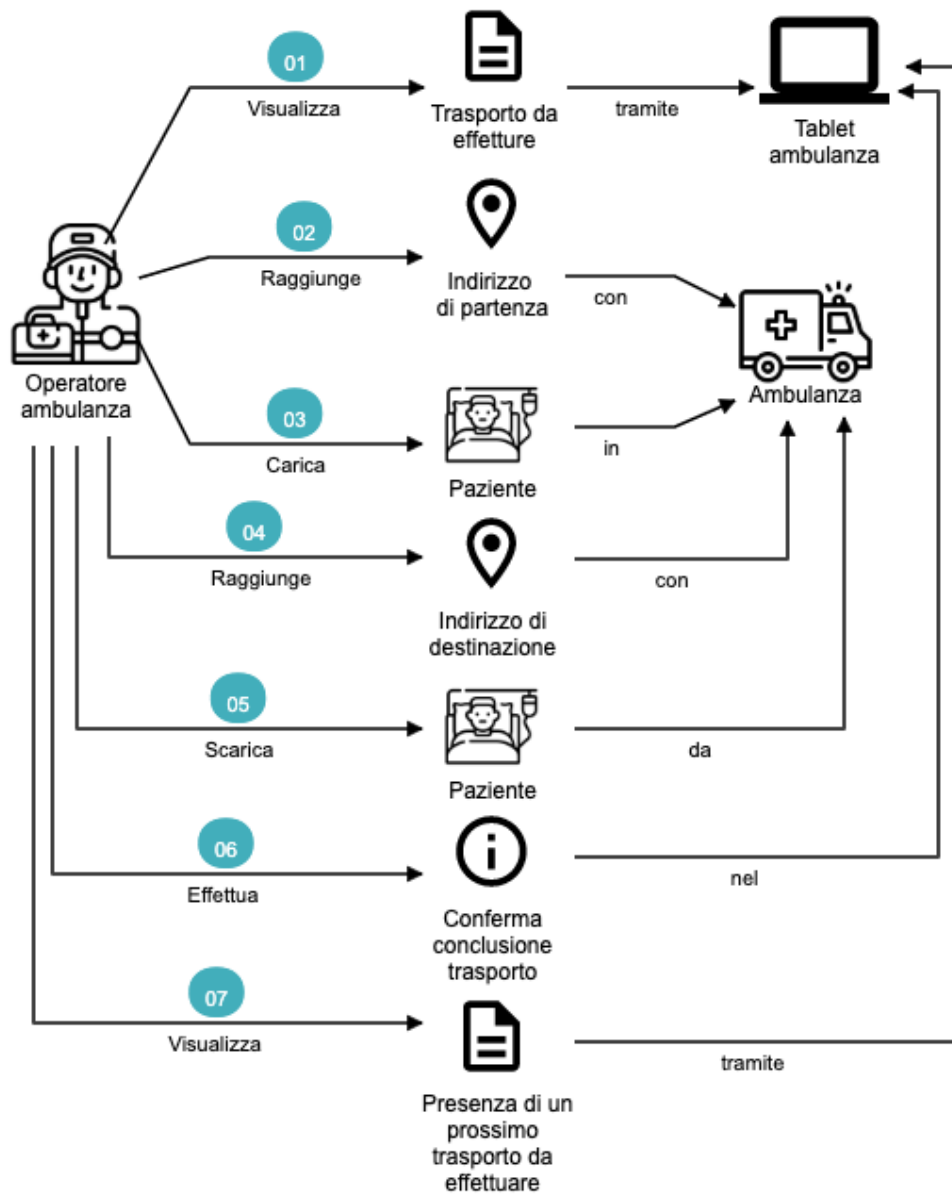 01
Visualizza
Trasporto da
effetture
tramite
Tablet
ambulanza
02
Raggiunge
Indirizzo
di partenza
con
Ambulanza
Operatore
ambulanza
03
Carica
Paziente
in
04
Raggiunge
Indirizzo di
destinazione
con
05
Scarica
Paziente
da
06
Effettua
Conferma
conclusione
trasporto
nel
07
Visualizza
Presenza di un
prossimo
trasporto da
effettuare
tramite